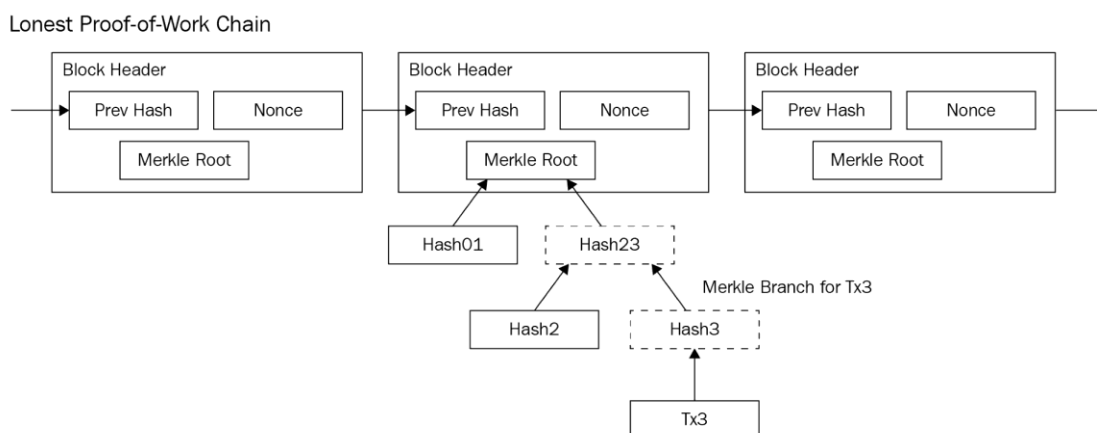 Lonest Proof-of-Work Chain
Block Header
Prev Hash
Nonce
Merkle Root
Block Header
Prev Hash
Nonce
Merkle Root
Block Header
Prev Hash
Nonce
Merkle Root
Hash01
Hash23
Merkle Branch for Tx3
Hash2
Hash3
Tx3